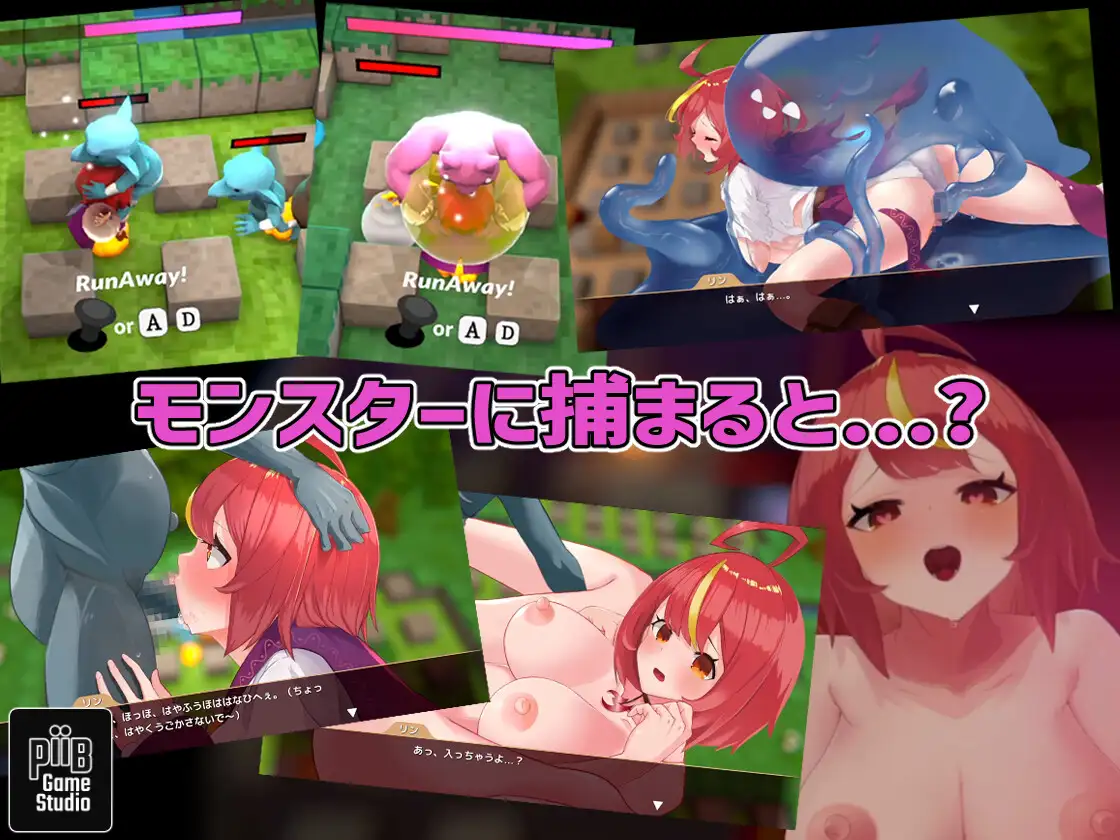 RunAway!
or A D
RunAway!
or A D
リン
はぁ、はぁ…。
モンスターに捕まると...?
リン
、ほっほ、はやふうほははなひへぇ。（ちょっ
、はやくうごかさないで～）
リン
あっ、入っちゃうよ…？
PiiB
Game
Studio